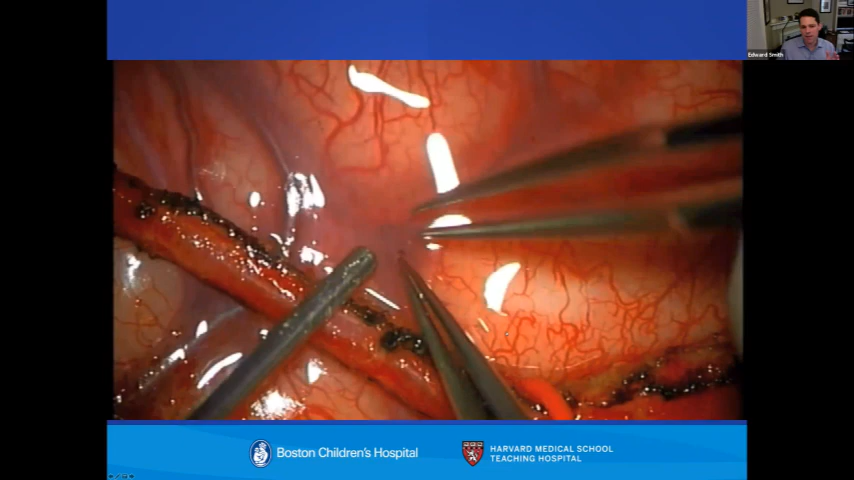 Edward Smith
Boston Children's Hospital
HARVARD MEDICAL SCHOOL
TEACHING HOSPITAL